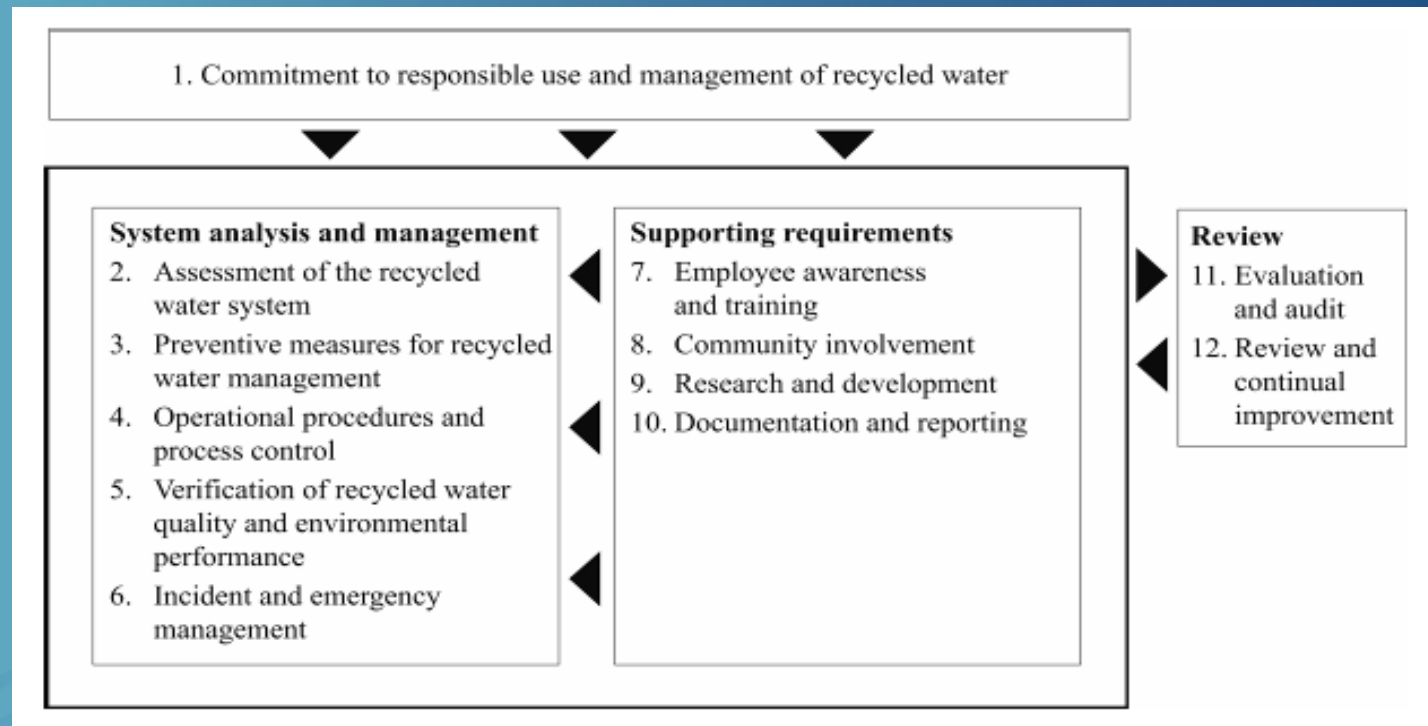 1. Commitment to responsible use and management of recycled water
System analysis and management
2. Assessment of the recycled
water system
3. Preventive measures for recycled
water management
4. Operational procedures and
process control
5. Verification of recycled water
quality and environmental
performance
6. Incident and emergency
management
Supporting requirements
7. Employee awareness
and training
8. Community involvement
9. Research and development
10. Documentation and reporting
Review
11. Evaluation
and audit
12. Review and
continual
improvement